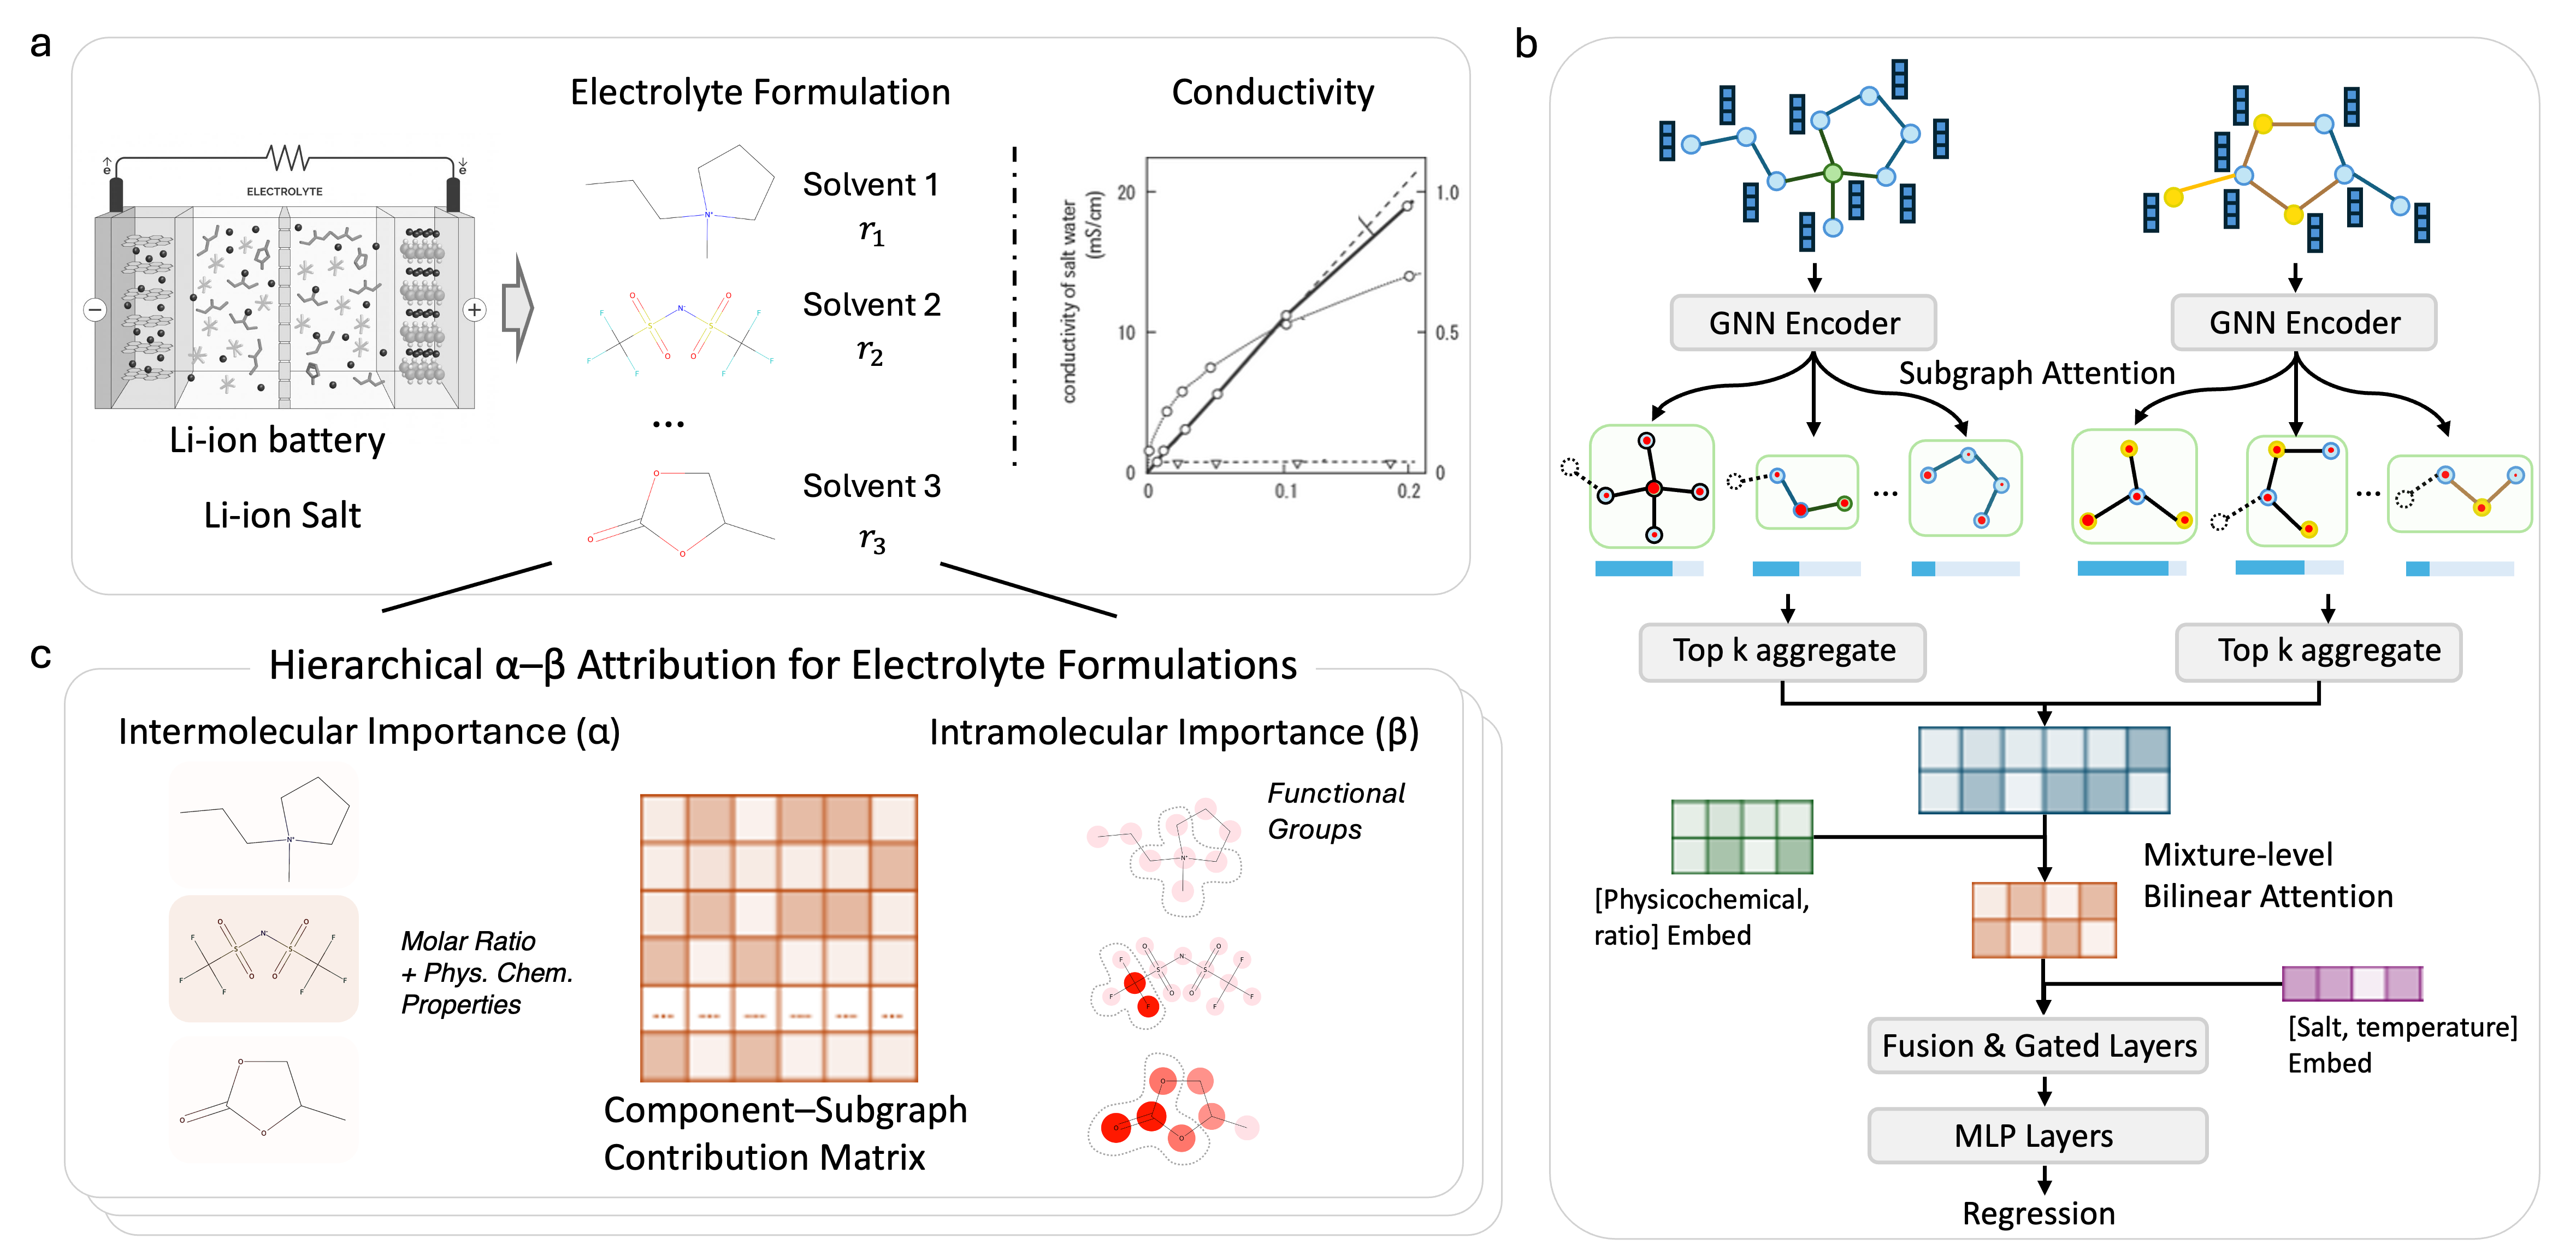 a
Electrolyte Formulation
Conductivity
ē
ē
ELECTROLYTE
−
+
Li-ion battery
Li-ion Salt
N⁺
Solvent 1
r₁
O
O
N⁻
F
F
S
S
O
O
F
F
F
F
Solvent 2
r₂
...
O
O
O
Solvent 3
r₃
conductivity of salt water
(mS/cm)
20
10
0
1.0
0.5
0
0
0.1
0.2
b
GNN Encoder
GNN Encoder
Subgraph Attention
...
...
Top k aggregate
Top k aggregate
[Physicochemical,
ratio] Embed
Mixture-level
Bilinear Attention
[Salt, temperature]
Embed
Fusion & Gated Layers
MLP Layers
Regression
c
Hierarchical α–β Attribution for Electrolyte Formulations
Intermolecular Importance (α)
Intramolecular Importance (β)
N⁺
O
O
N⁻
F
F
S
S
F
O
O
F
F
F
O
O
O
Molar Ratio
+ Phys. Chem.
Properties
... ... ... ... ... ...
Component–Subgraph
Contribution Matrix
Functional
Groups
N⁺
O
O
N⁻
F
F
S
S
F
F
O
O
F
F
O
O
O